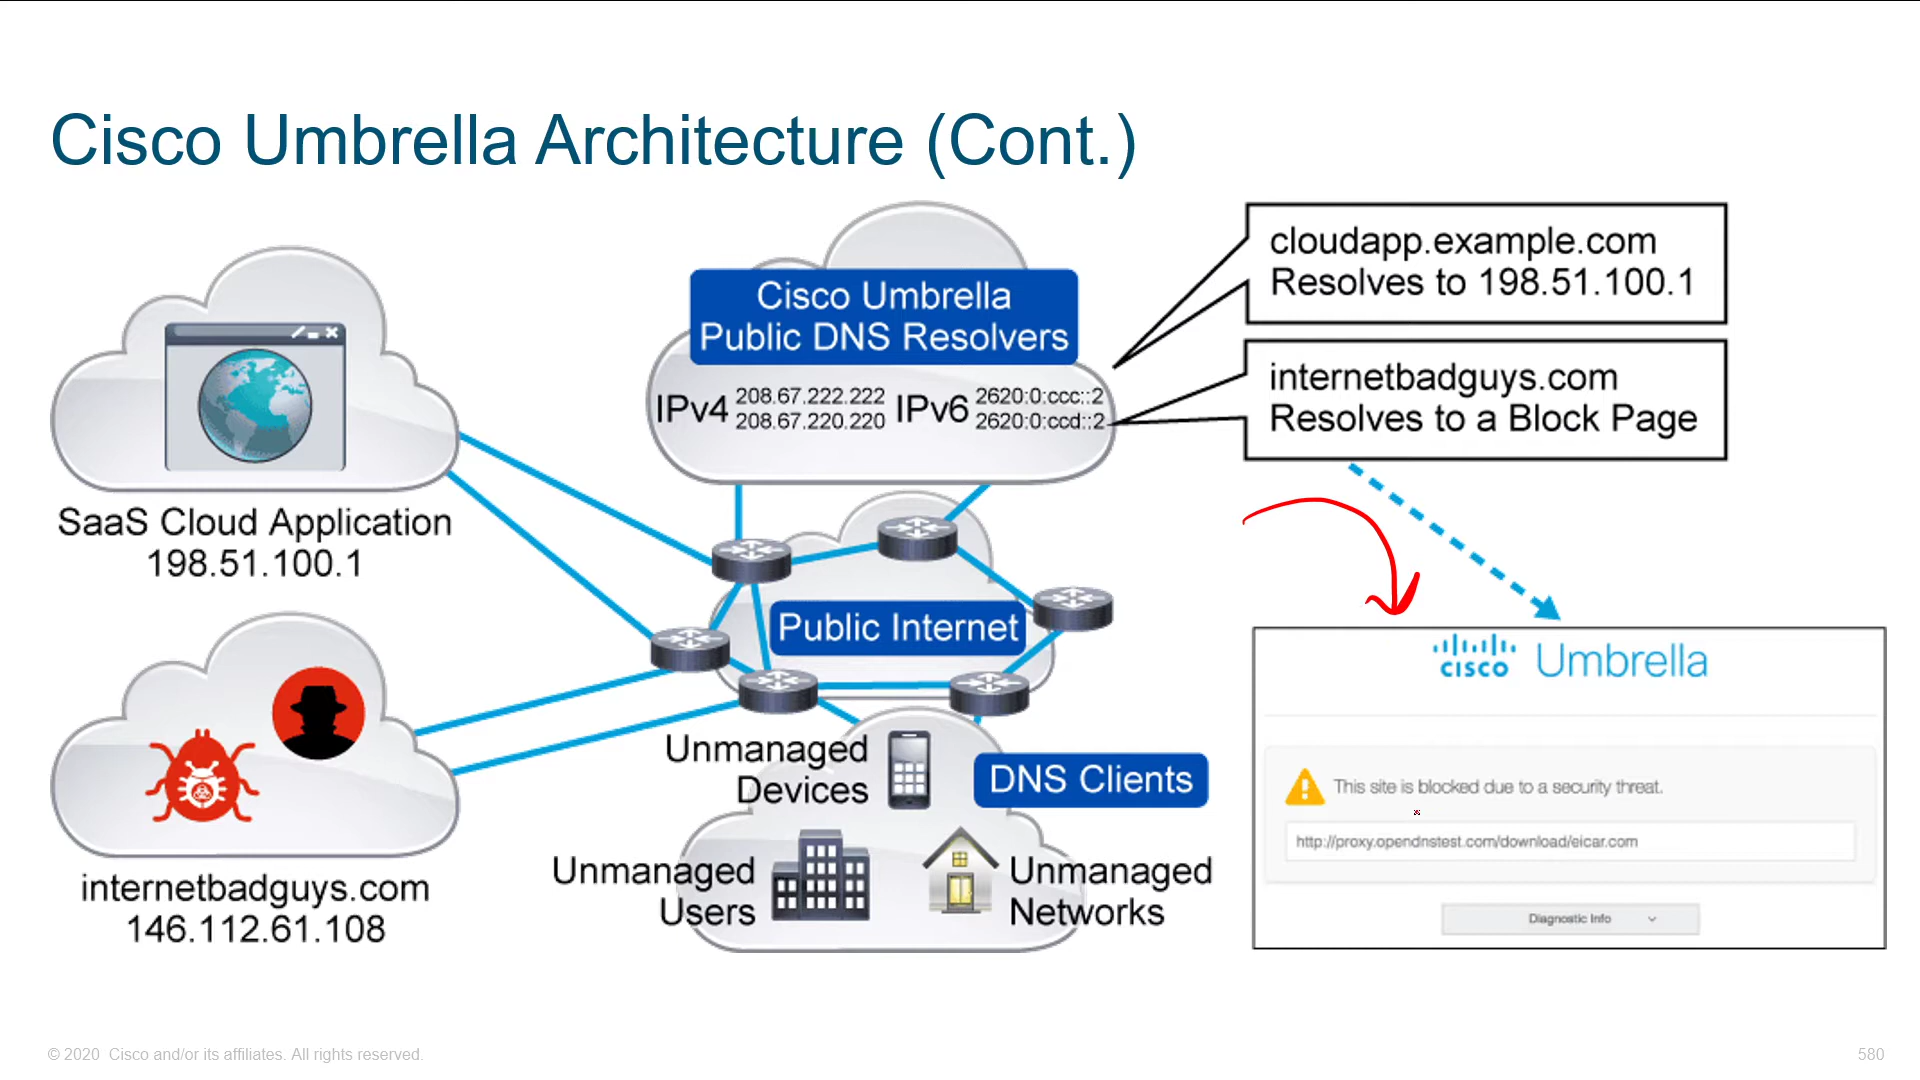 Cisco Umbrella Architecture (Cont.)
Cisco Umbrella
Public DNS Resolvers
IPv4
208.67.222.222
208.67.220.220
IPv6
2620:0:ccc::2
2620:0:ccd::2
cloudapp.example.com
Resolves to 198.51.100.1
internetbadguys.com
Resolves to a Block Page
SaaS Cloud Application
198.51.100.1
Public Internet
internetbadguys.com
146.112.61.108
Unmanaged
Devices
DNS Clients
Unmanaged
Users
Unmanaged
Networks
cisco Umbrella
This site is blocked due to a security threat.
http://proxy.opendnstest.com/download/eicar.com
Diagnostic Info
© 2020 Cisco and/or its affiliates. All rights reserved.
580